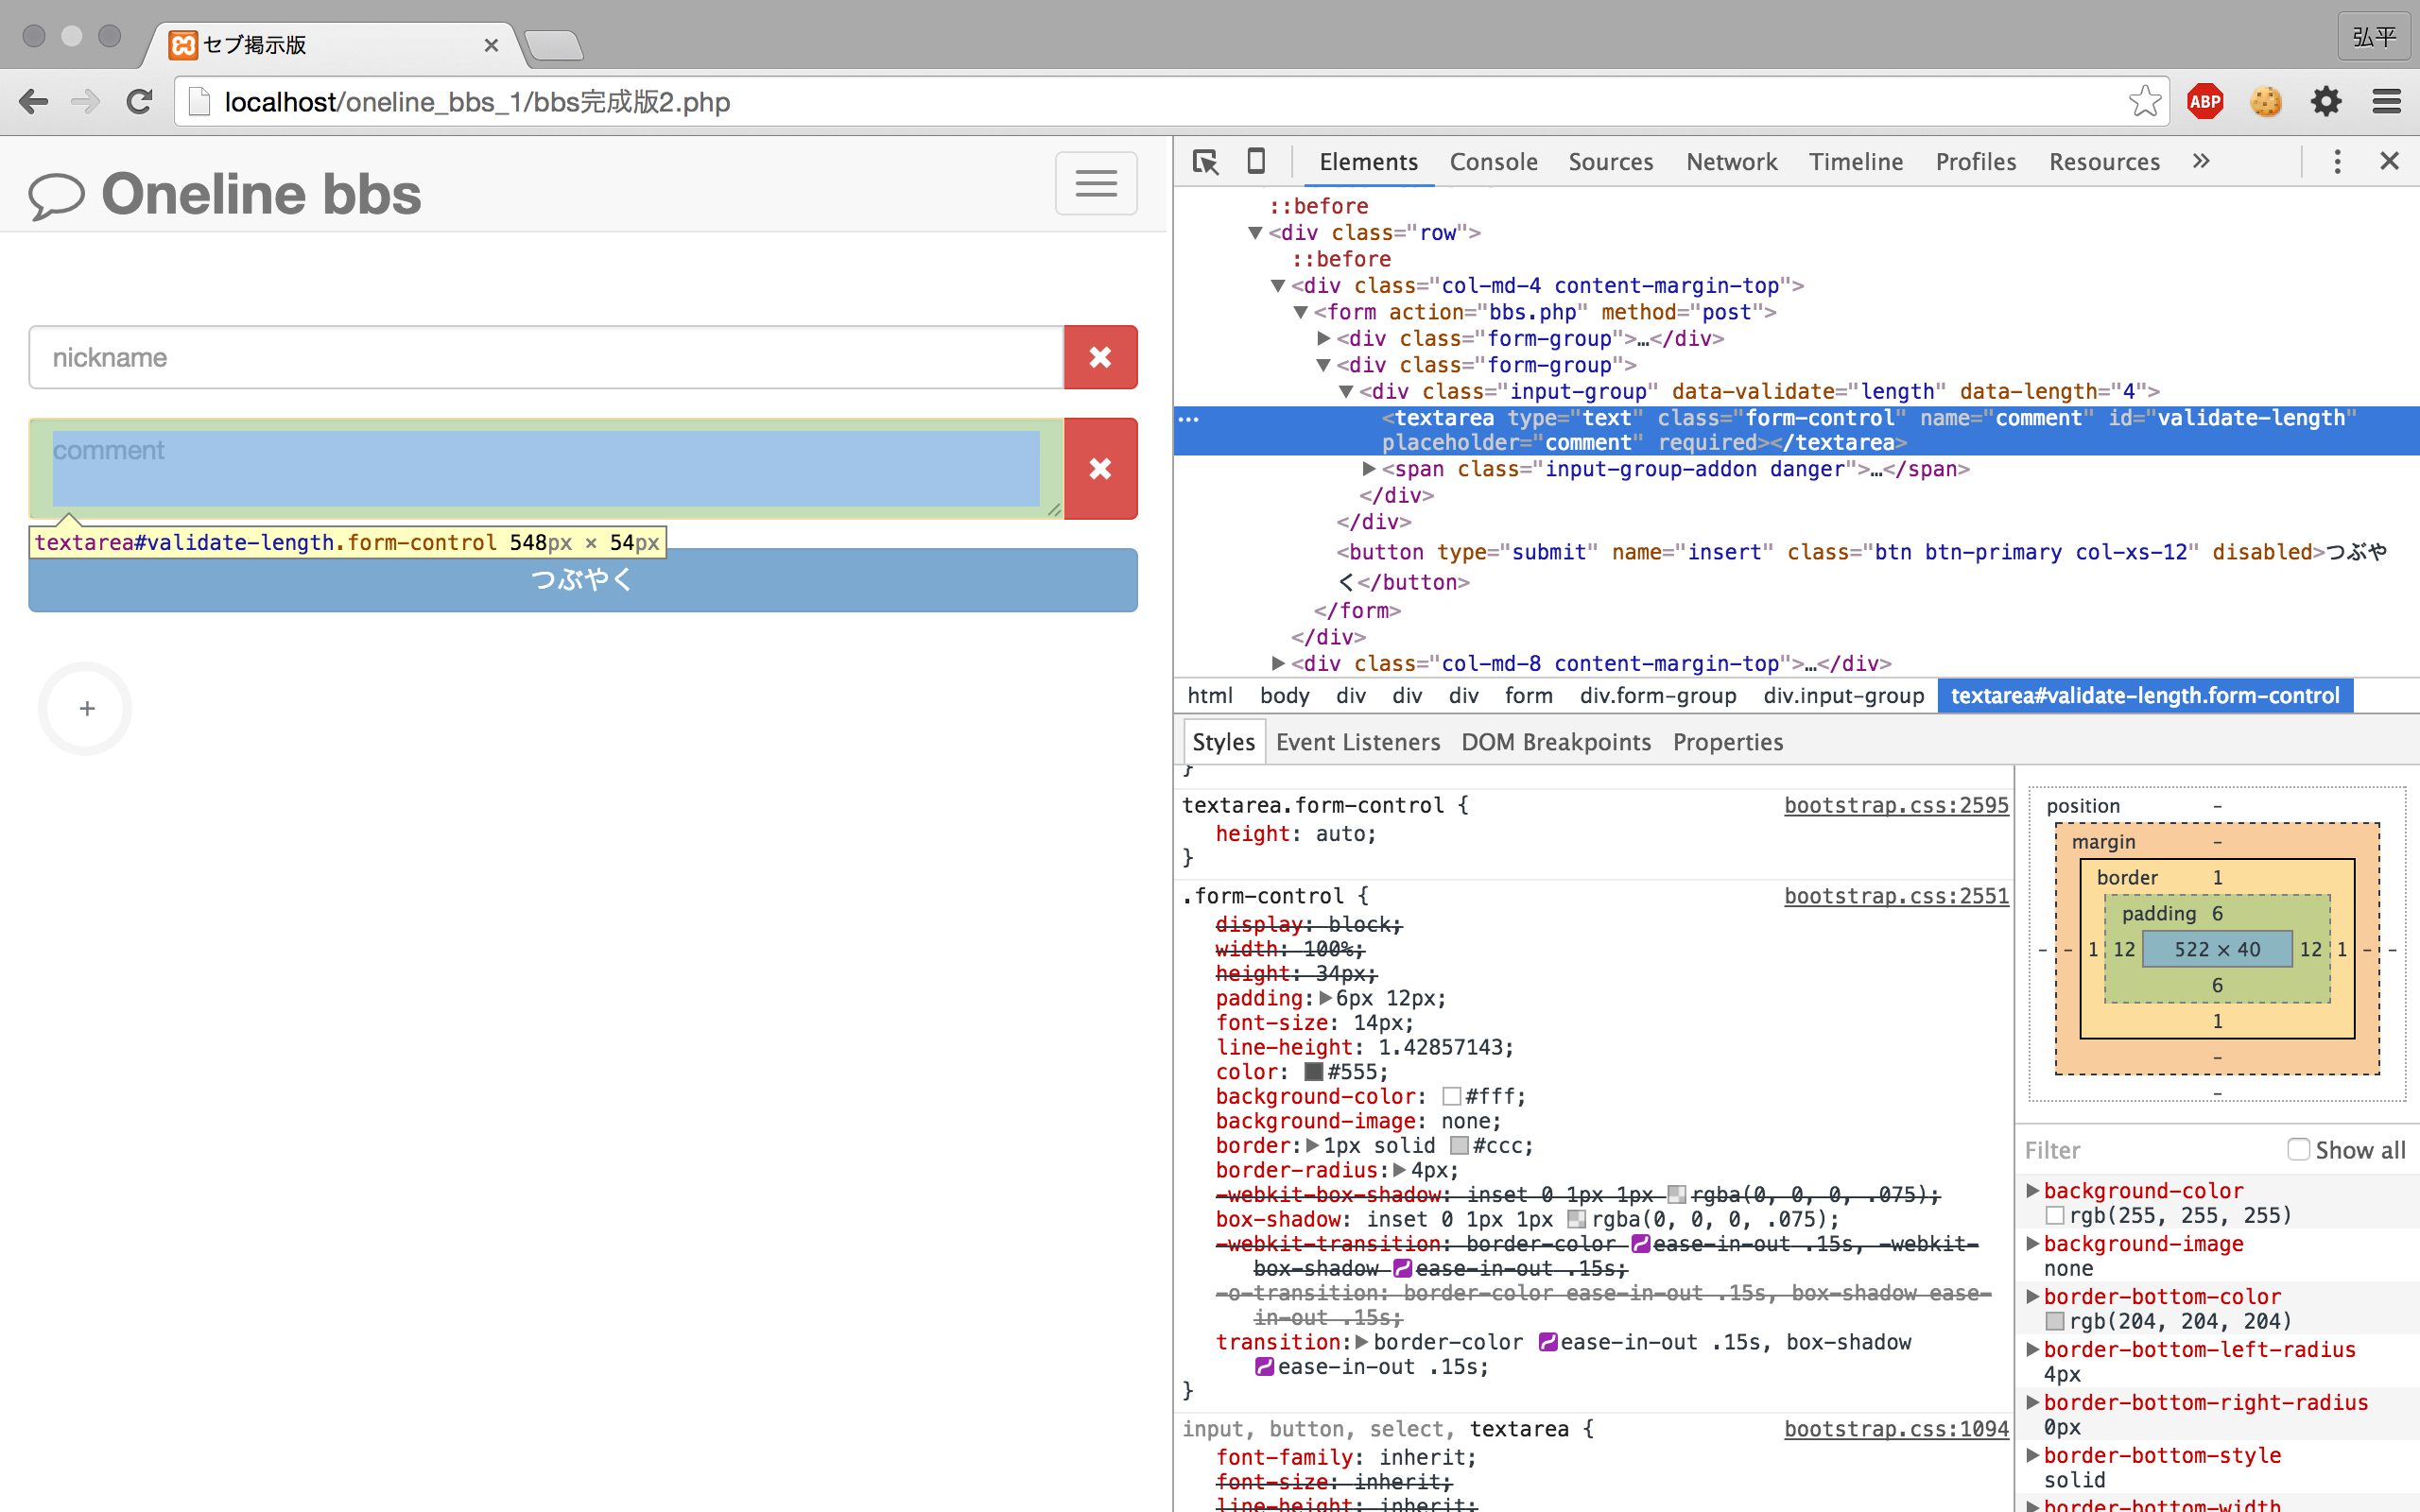 セブ掲示版
弘平
localhost/oneline_bbs_1/bbs完成版2.php
ABP
Oneline bbs
nickname
comment
textarea#validate-length.form-control 548px × 54px
つぶやく
+
Elements Console Sources Network Timeline Profiles Resources »
::before
▼<div class="row">
::before
▼<div class="col-md-4 content-margin-top">
▼<form action="bbs.php" method="post">
▶<div class="form-group">…</div>
▼<div class="form-group">
▼<div class="input-group" data-validate="length" data-length="4">
<textarea type="text" class="form-control" name="comment" id="validate-length"
placeholder="comment" required></textarea>
▶<span class="input-group-addon danger">…</span>
</div>
</div>
<button type="submit" name="insert" class="btn btn-primary col-xs-12" disabled>つぶや
く</button>
</form>
</div>
▶<div class="col-md-8 content-margin-top">…</div>
html body div div div form div.form-group div.input-group textarea#validate-length.form-control
Styles Event Listeners DOM Breakpoints Properties
}
textarea.form-control { bootstrap.css:2595
height: auto;
}
.form-control { bootstrap.css:2551
display: block;
width: 100%;
height: 34px;
padding:▶6px 12px;
font-size: 14px;
line-height: 1.42857143;
color: #555;
background-color: #fff;
background-image: none;
border:▶1px solid #ccc;
border-radius:▶4px;
-webkit-box-shadow: inset 0 1px 1px rgba(0, 0, 0, .075);
box-shadow: inset 0 1px 1px rgba(0, 0, 0, .075);
-webkit-transition: border-color ease-in-out .15s, -webkit-
box-shadow ease-in-out .15s;
-o-transition: border-color ease-in-out .15s, box-shadow ease-
in-out .15s;
transition:▶border-color ease-in-out .15s, box-shadow
ease-in-out .15s;
}
input, button, select, textarea { bootstrap.css:1094
font-family: inherit;
font-size: inherit;
line-height: inherit;
position –
margin –
border 1
padding 6
– – 1 12 522 × 40 12 1 – –
6
1
–
–
Filter Show all
▶background-color
rgb(255, 255, 255)
▶background-image
none
▶border-bottom-color
rgb(204, 204, 204)
▶border-bottom-left-radius
4px
▶border-bottom-right-radius
0px
▶border-bottom-style
solid
▶border-bottom-width